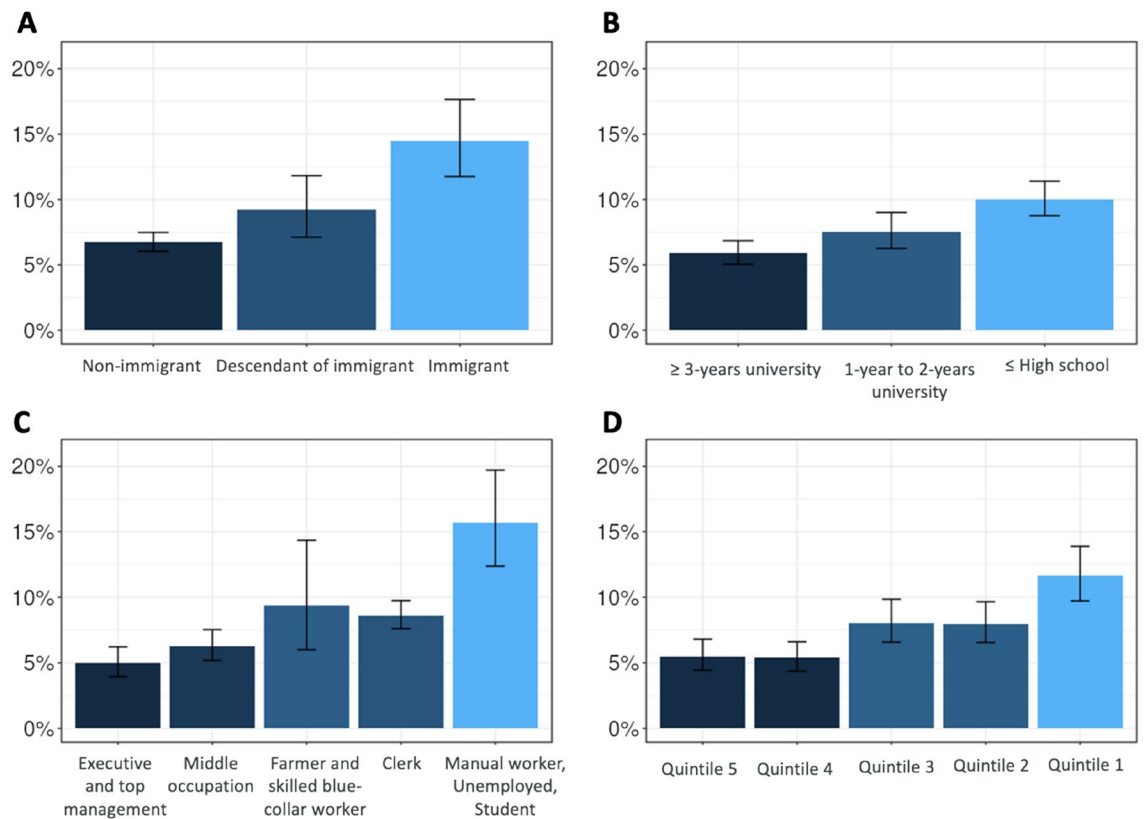 A
20%
15%
10%
5%
0%
Non-immigrant
Descendant of immigrant
Immigrant
B
20%
15%
10%
5%
0%
≥ 3-years university
1-year to 2-years
university
≤ High school
C
20%
15%
10%
5%
0%
Executive
and top
management
Middle
occupation
Farmer and
skilled blue-
collar worker
Clerk
Manual worker,
Unemployed,
Student
D
20%
15%
10%
5%
0%
Quintile 5
Quintile 4
Quintile 3
Quintile 2
Quintile 1